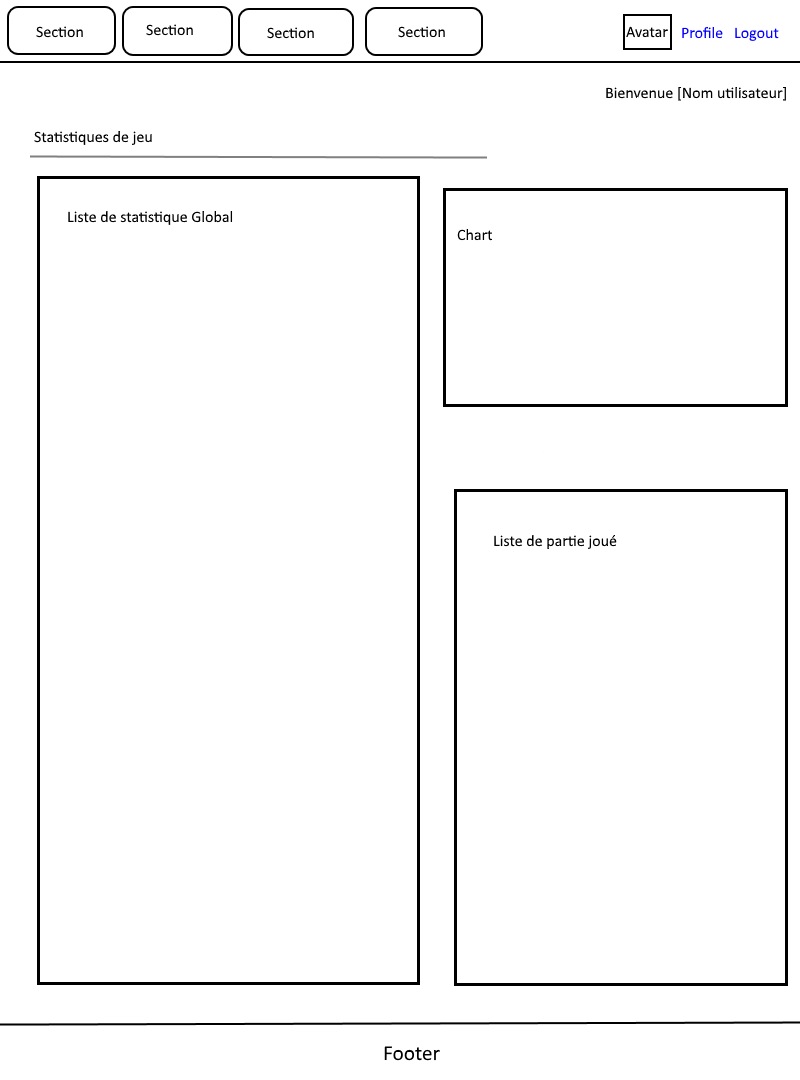 Section
Section
Section
Section
Avatar
Profile
Logout
Bienvenue [Nom utilisateur]
Statistiques de jeu
Liste de statistique Global
Chart
Liste de partie joué
Footer